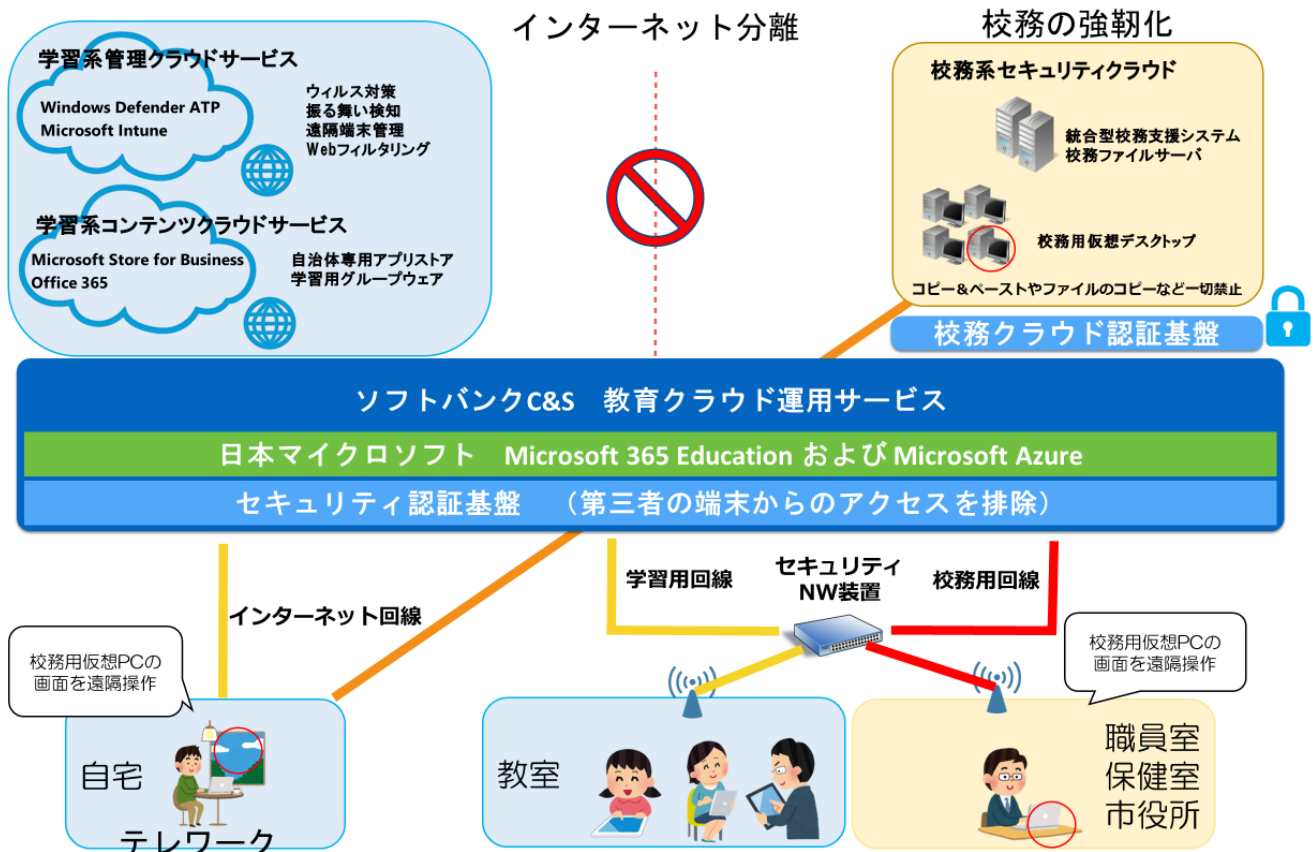 インターネット分離
校務の強靭化
学習系管理クラウドサービス
Windows Defender ATP
Microsoft Intune
ウィルス対策
振る舞い検知
遠隔端末管理
Webフィルタリング
学習系コンテンツクラウドサービス
Microsoft Store for Business
Office 365
自治体専用アプリストア
学習用グループウェア
校務系セキュリティクラウド
統合型校務支援システム
校務ファイルサーバ
校務用仮想デスクトップ
コピー&ペーストやファイルのコピーなど一切禁止
校務クラウド認証基盤
ソフトバンクC&S 教育クラウド運用サービス
日本マイクロソフト Microsoft 365 Education および Microsoft Azure
セキュリティ認証基盤 （第三者の端末からのアクセスを排除）
インターネット回線
学習用回線
セキュリティ
NW装置
校務用回線
校務用仮想PCの
画面を遠隔操作
校務用仮想PCの
画面を遠隔操作
自宅
テレワーク
教室
職員室
保健室
市役所